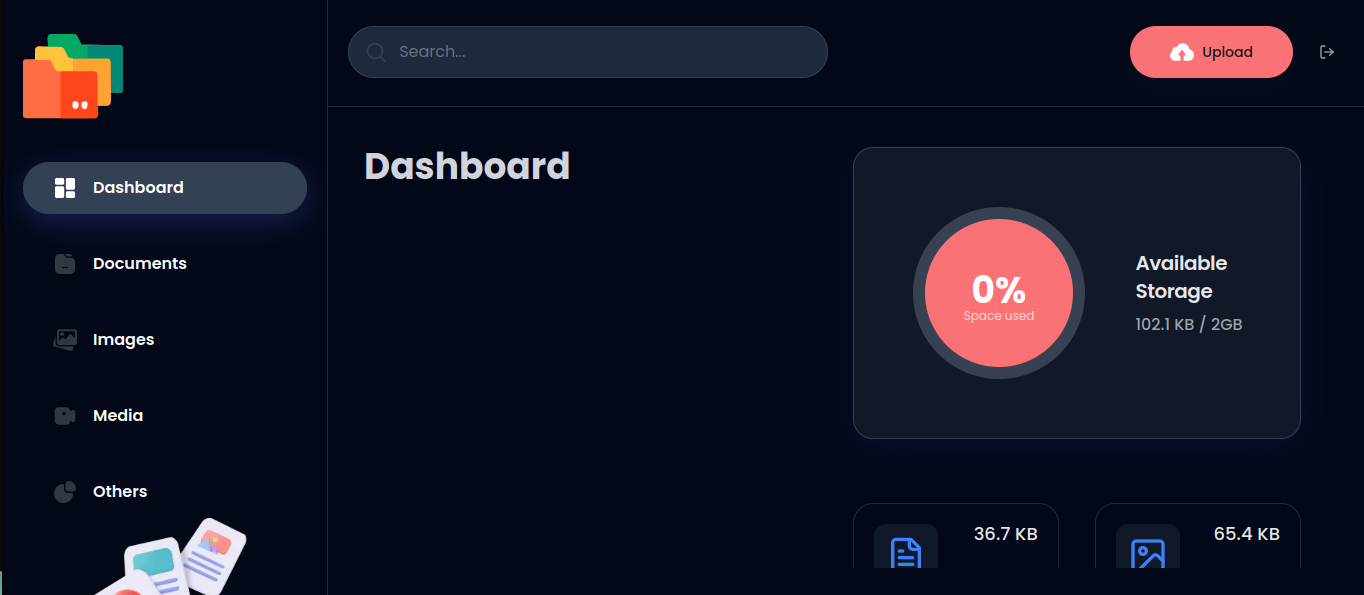 Search...
Upload
Dashboard
Documents
Images
Media
Others
Dashboard
0%
Space used
Available
Storage
102.1 KB / 2GB
36.7 KB
65.4 KB